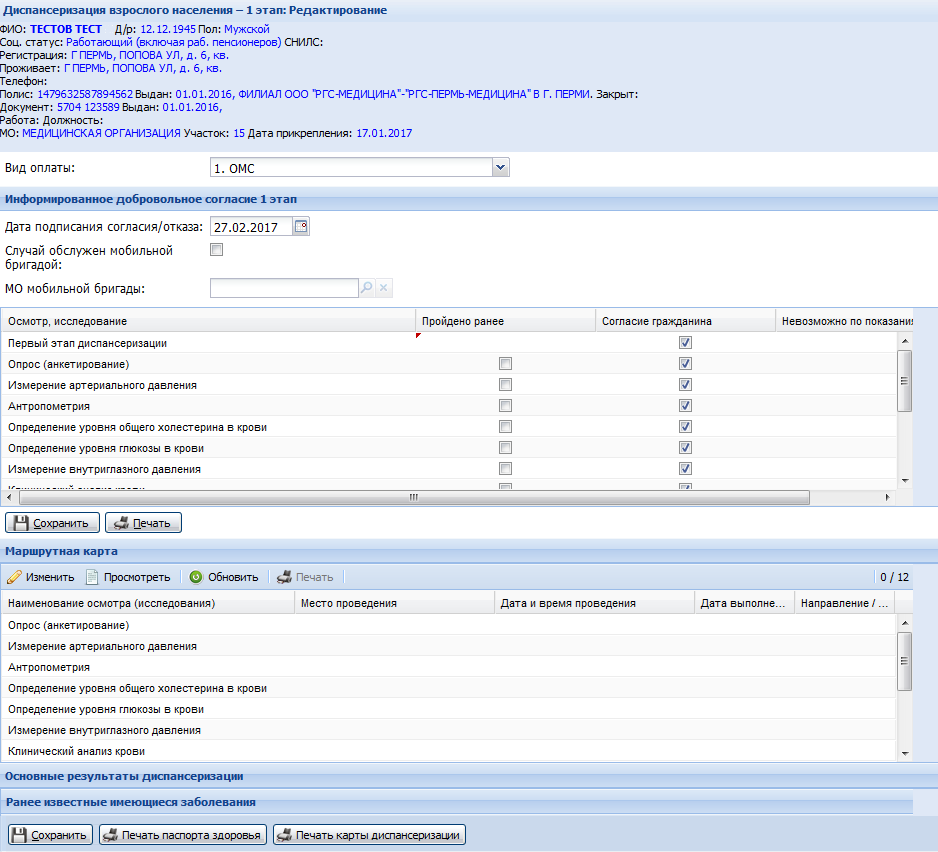 Диспансеризация взрослого населения – 1 этап: Редактирование
ФИО: ТЕСТОВ ТЕСТ Д/р: 12.12.1945 Пол: Мужской
Соц. статус: Работающий (включая раб. пенсионеров) СНИЛС:
Регистрация: Г ПЕРМЬ, ПОПОВА УЛ, д. 6, кв.
Проживает: Г ПЕРМЬ, ПОПОВА УЛ, д. 6, кв.
Телефон:
Полис: 1479632587894562 Выдан: 01.01.2016, ФИЛИАЛ ООО "РГС-МЕДИЦИНА"-"РГС-ПЕРМЬ-МЕДИЦИНА" В Г. ПЕРМИ. Закрыт:
Документ: 5704 123589 Выдан: 01.01.2016,
Работа: Должность:
МО: МЕДИЦИНСКАЯ ОРГАНИЗАЦИЯ Участок: 15 Дата прикрепления: 17.01.2017
Вид оплаты: 1. ОМС
Информированное добровольное согласие 1 этап
Дата подписания согласия/отказа: 27.02.2017
Случай обслужен мобильной
бригадой:
МО мобильной бригады:
Осмотр, исследование Пройдено ранее Согласие гражданина Невозможно по показания
Первый этап диспансеризации
Опрос (анкетирование)
Измерение артериального давления
Антропометрия
Определение уровня общего холестерина в крови
Определение уровня глюкозы в крови
Измерение внутриглазного давления
Клинический анализ крови
Сохранить Печать
Маршрутная карта
Изменить Просмотреть Обновить Печать 0 / 12
Наименование осмотра (исследования) Место проведения Дата и время проведения Дата выполне... Направление / ...
Опрос (анкетирование)
Измерение артериального давления
Антропометрия
Определение уровня общего холестерина в крови
Определение уровня глюкозы в крови
Измерение внутриглазного давления
Клинический анализ крови
Основные результаты диспансеризации
Ранее известные имеющиеся заболевания
Сохранить Печать паспорта здоровья Печать карты диспансеризации